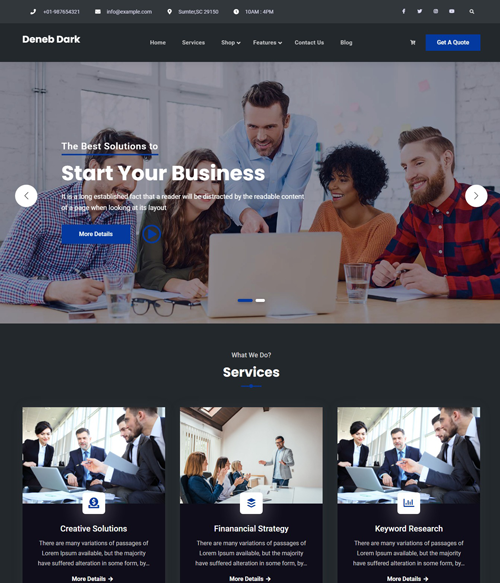 +01-987654321 info@example.com Sumter,SC 29150 10AM : 4PM
Deneb Dark Home Services Shop Features Contact Us Blog Get A Quote
The Best Solutions to
Start Your Business
It is a long established fact that a reader will be distracted by the readable content
of a page when looking at its layout
More Details
What We Do?
Services
Creative Solutions
There are many variations of passages of
Lorem Ipsum available, but the majority
have suffered alteration in some form, by...
More Details →
Finanancial Strategy
There are many variations of passages of
Lorem Ipsum available, but the majority
have suffered alteration in some form, by...
More Details →
Keyword Research
There are many variations of passages of
Lorem Ipsum available, but the majority
have suffered alteration in some form, by...
More Details →